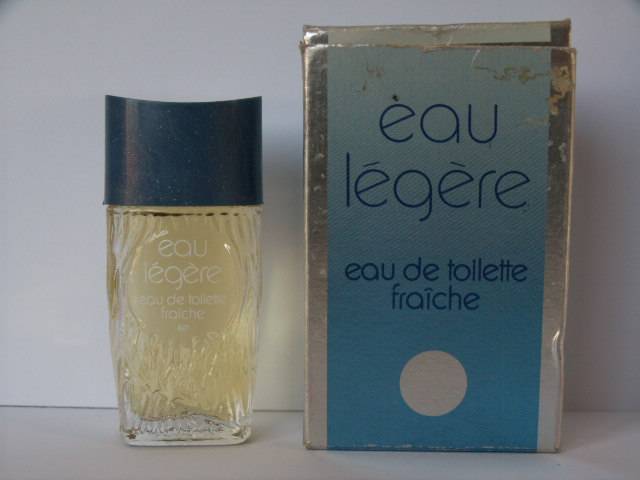 eau
légère
eau de toilette
fraîche
eau
légère
eau de toilette
fraîche